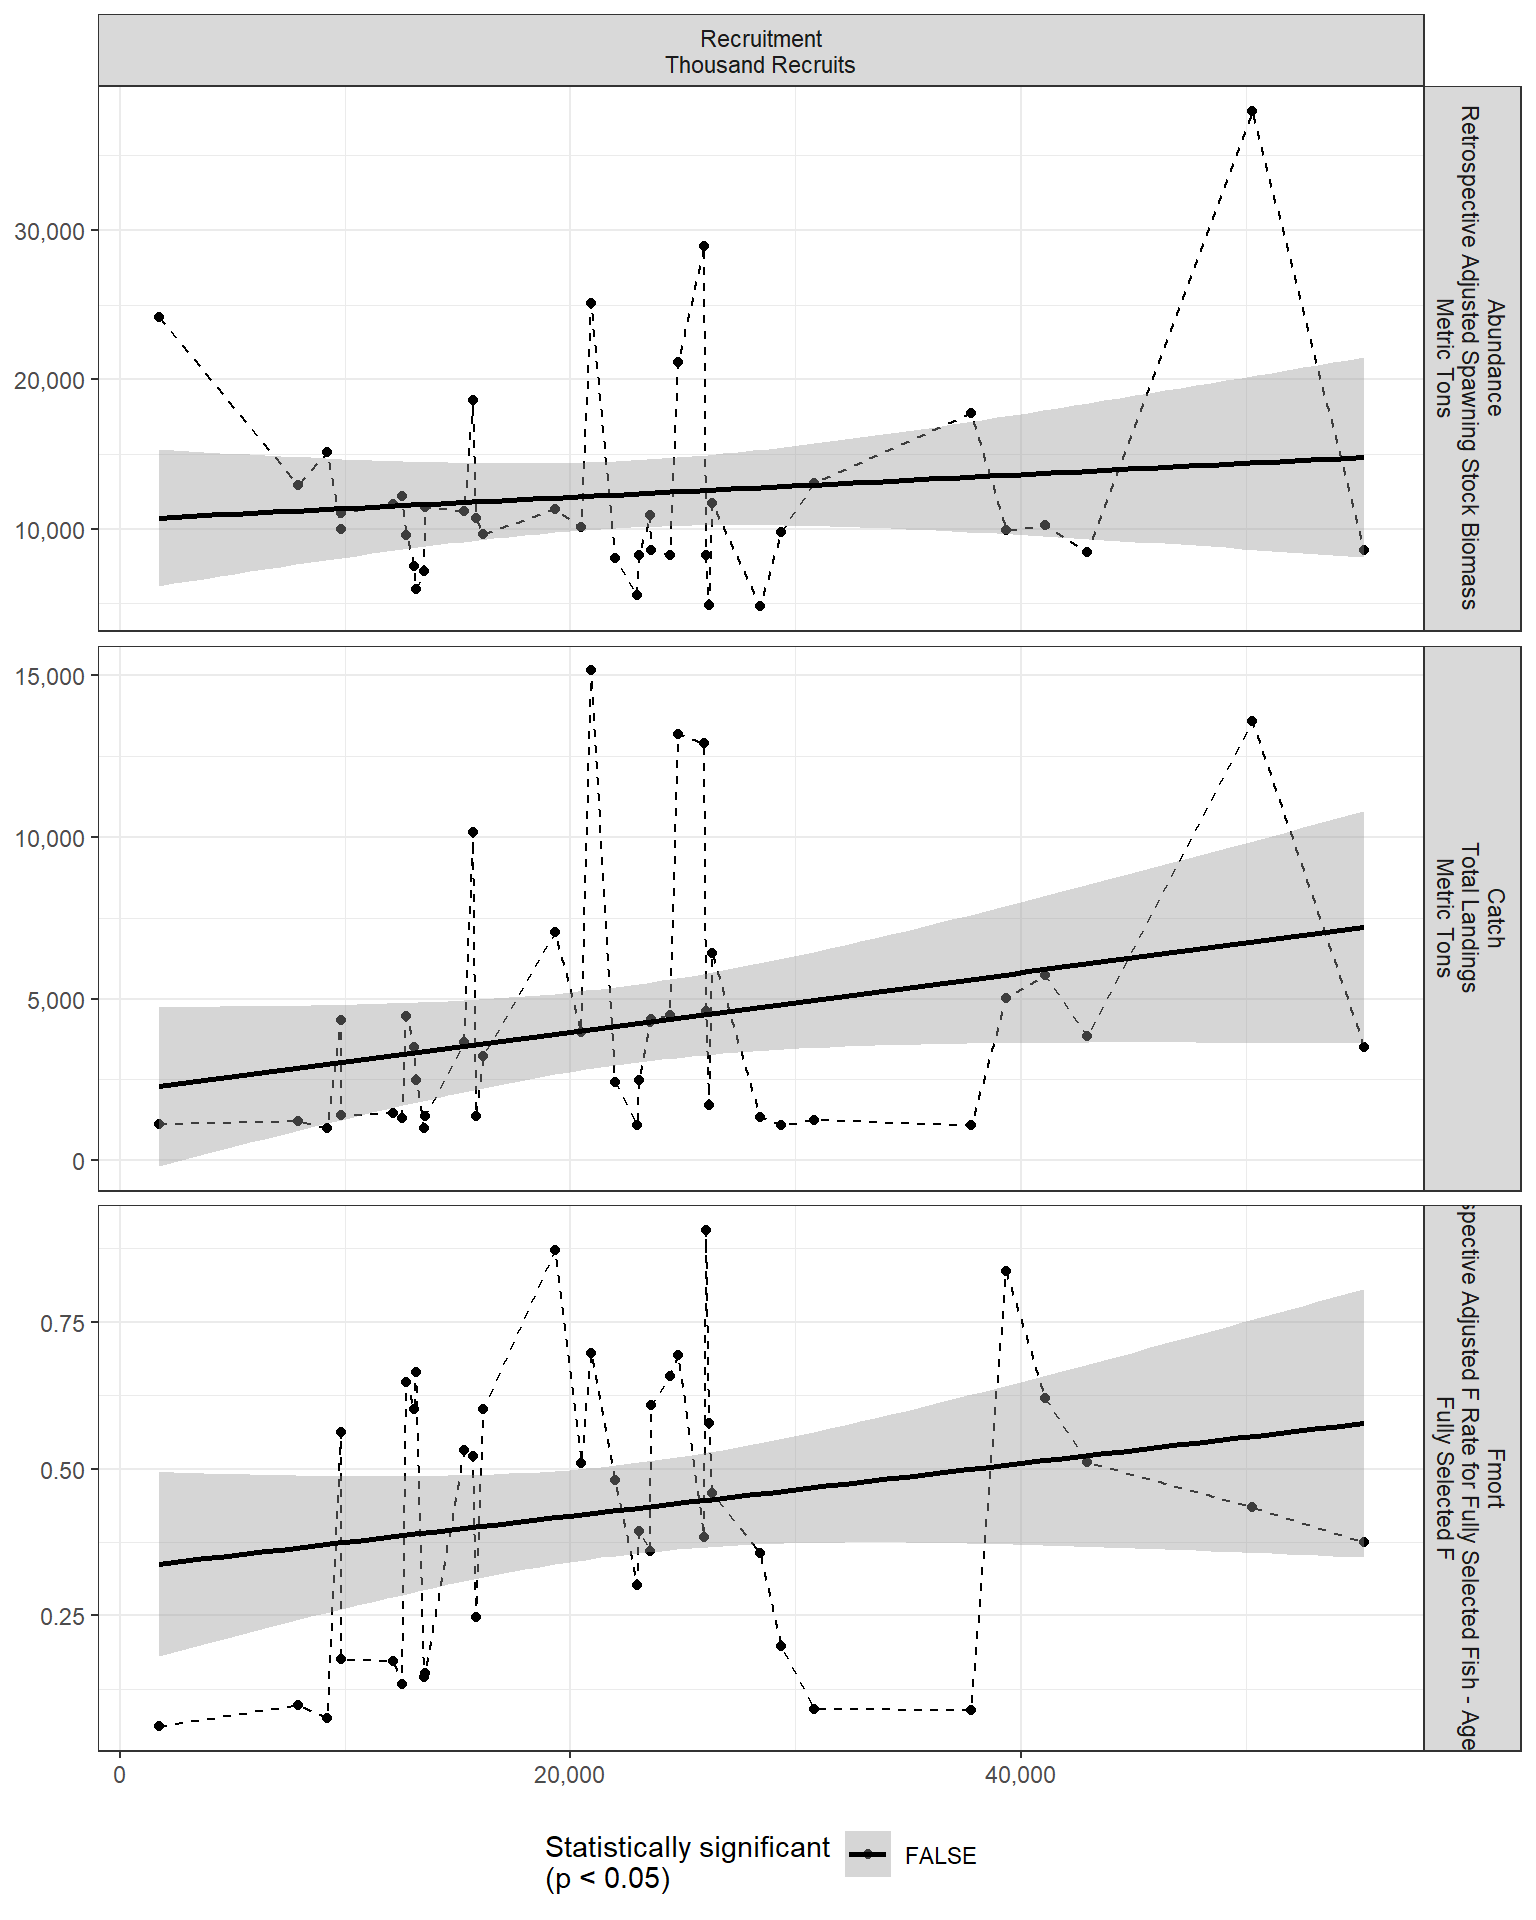 Recruitment
Thousand Recruits
30,000
20,000
10,000
Abundance
Retrospective Adjusted Spawning Stock Biomass
Metric Tons
15,000
10,000
5,000
0
Catch
Total Landings
Metric Tons
0.75
0.50
0.25
Fmort
spective Adjusted F Rate for Fully Selected Fish - Age
Fully Selected F
0
20,000
40,000
Statistically significant
(p < 0.05)
FALSE